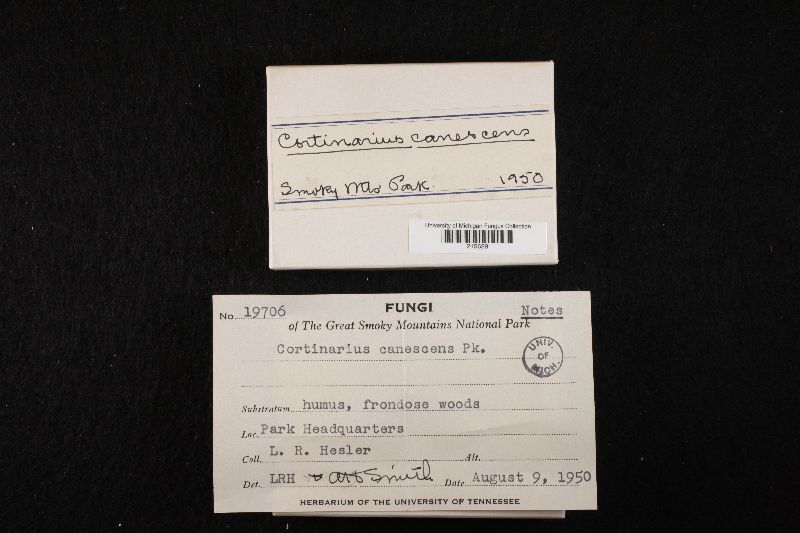 Cortinarius canescens
Smoky Mts Park. 1950
University of Michigan Fungus Collection
No. 19706 FUNGI Notes
of The Great Smoky Mountains National Park
Cortinarius canescens Pk.
UNIV. OF MICH.
Substratum humus, frondose woods
Loc. Park Headquarters
Coll. L. R. Hesler Alt.
Det. LRH Smith Date August 9, 1950
HERBARIUM OF THE UNIVERSITY OF TENNESSEE